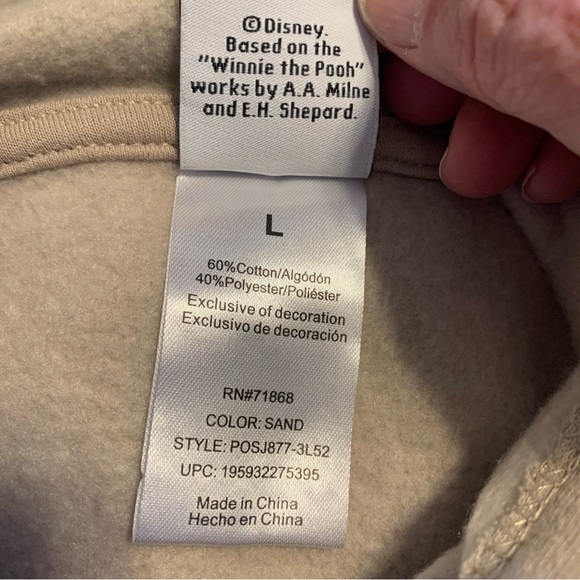 ©Disney.
Based on the
"Winnie the Pooh"
works by A.A. Milne
and E.H. Shepard.
L
60%Cotton/Algódón
40%Polyester/Poliéster
Exclusive of decoration
Exclusivo de decoración
RN#71868
COLOR: SAND
STYLE: POSJ877-3L52
UPC: 195932275395
Made in China
Hecho en China